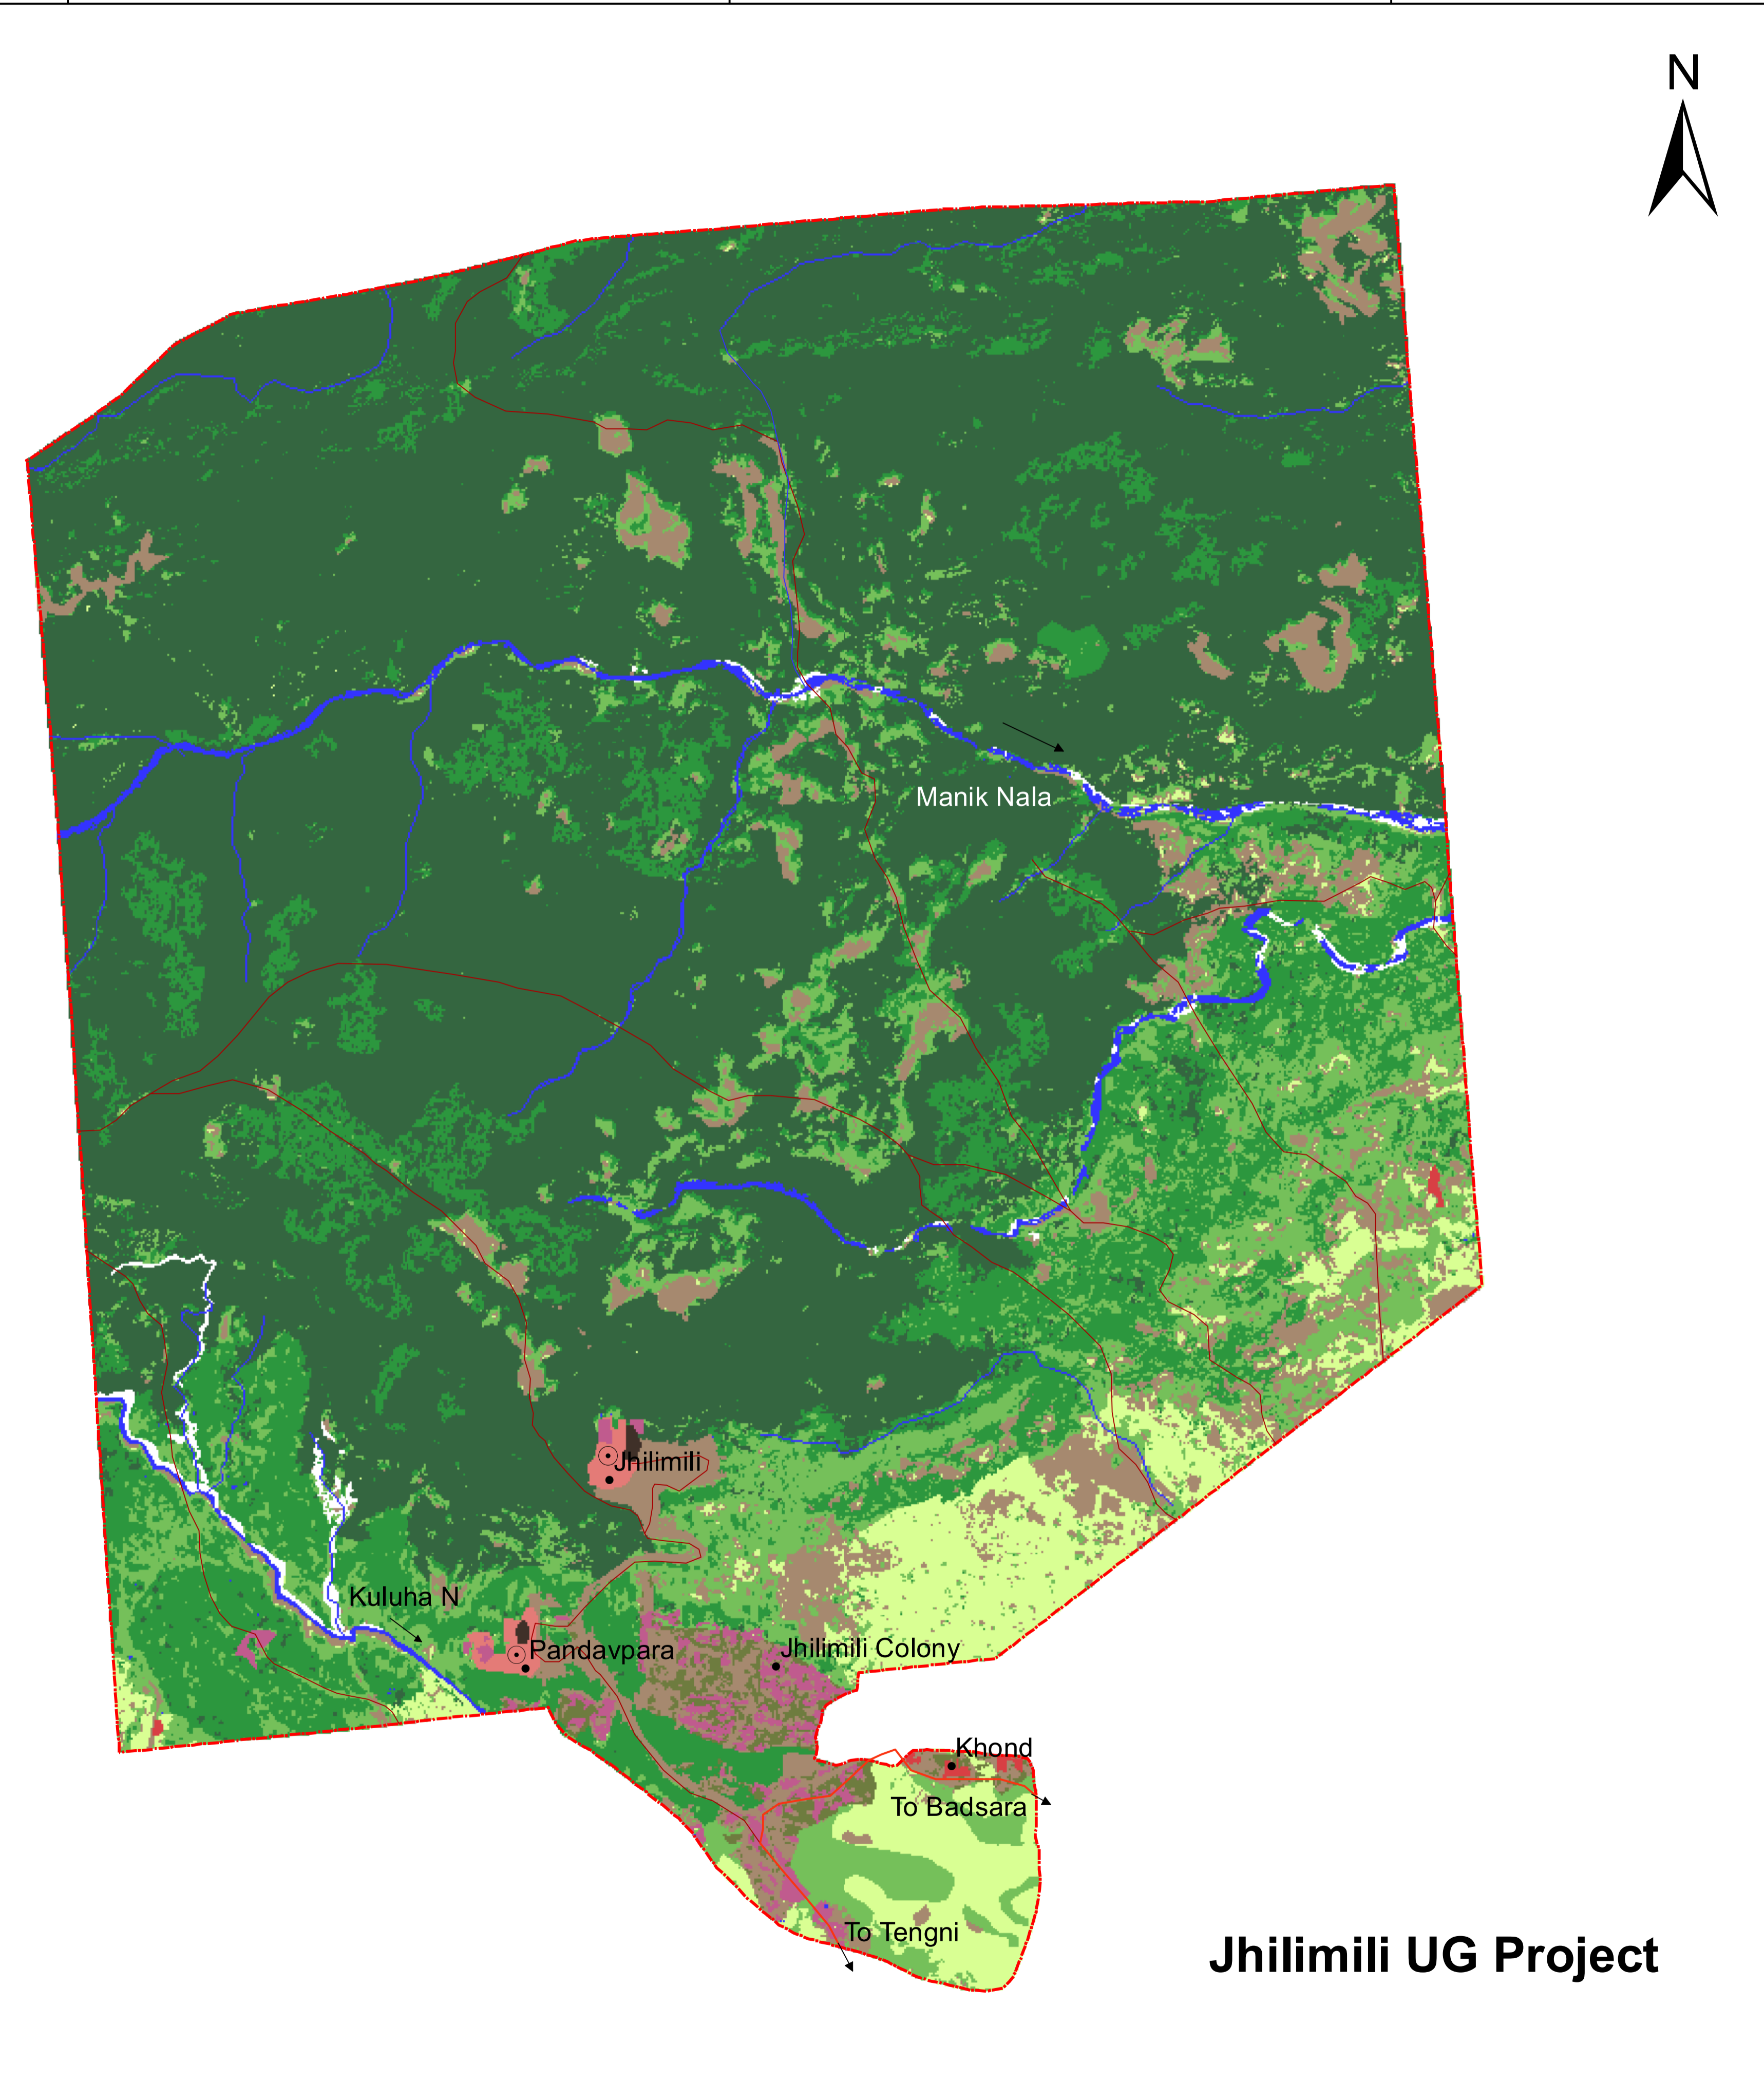 N
Manik Nala
Jhilimili
Kuluha N
Pandavpara
Jhilimili Colony
Khond
To Badsara
To Tengni
Jhilimili UG Project